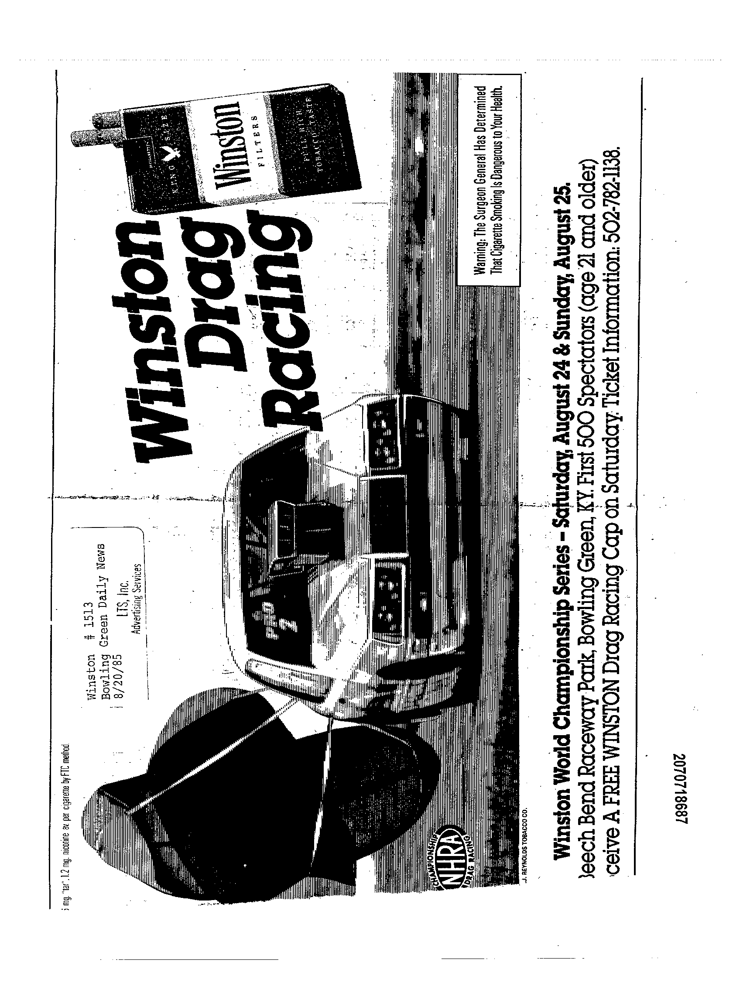 mg. "tar", 1.2 mg. nicotine av. per cigarette by FTC method
Winston # 1513
Bowling Green Daily News
8/20/85
LTS, Inc.
Advertising Services
Winston
Drag
Racing
KING SIZE
Winston
FILTERS
FULL RICH
TOBACCO TASTE
PRO
2
Warning: The Surgeon General Has Determined
That Cigarette Smoking Is Dangerous to Your Health.
CHAMPIONSHIP
NHRA
DRAG RACING
J. REYNOLDS TOBACCO CO.
Winston World Championship Series – Saturday, August 24 & Sunday, August 25.
eech Bend Raceway Park, Bowling Green, KY. First 500 Spectators (age 21 and older)
ceive A FREE WINSTON Drag Racing Cap on Saturday. Ticket Information: 502-782-1138.
2070718687